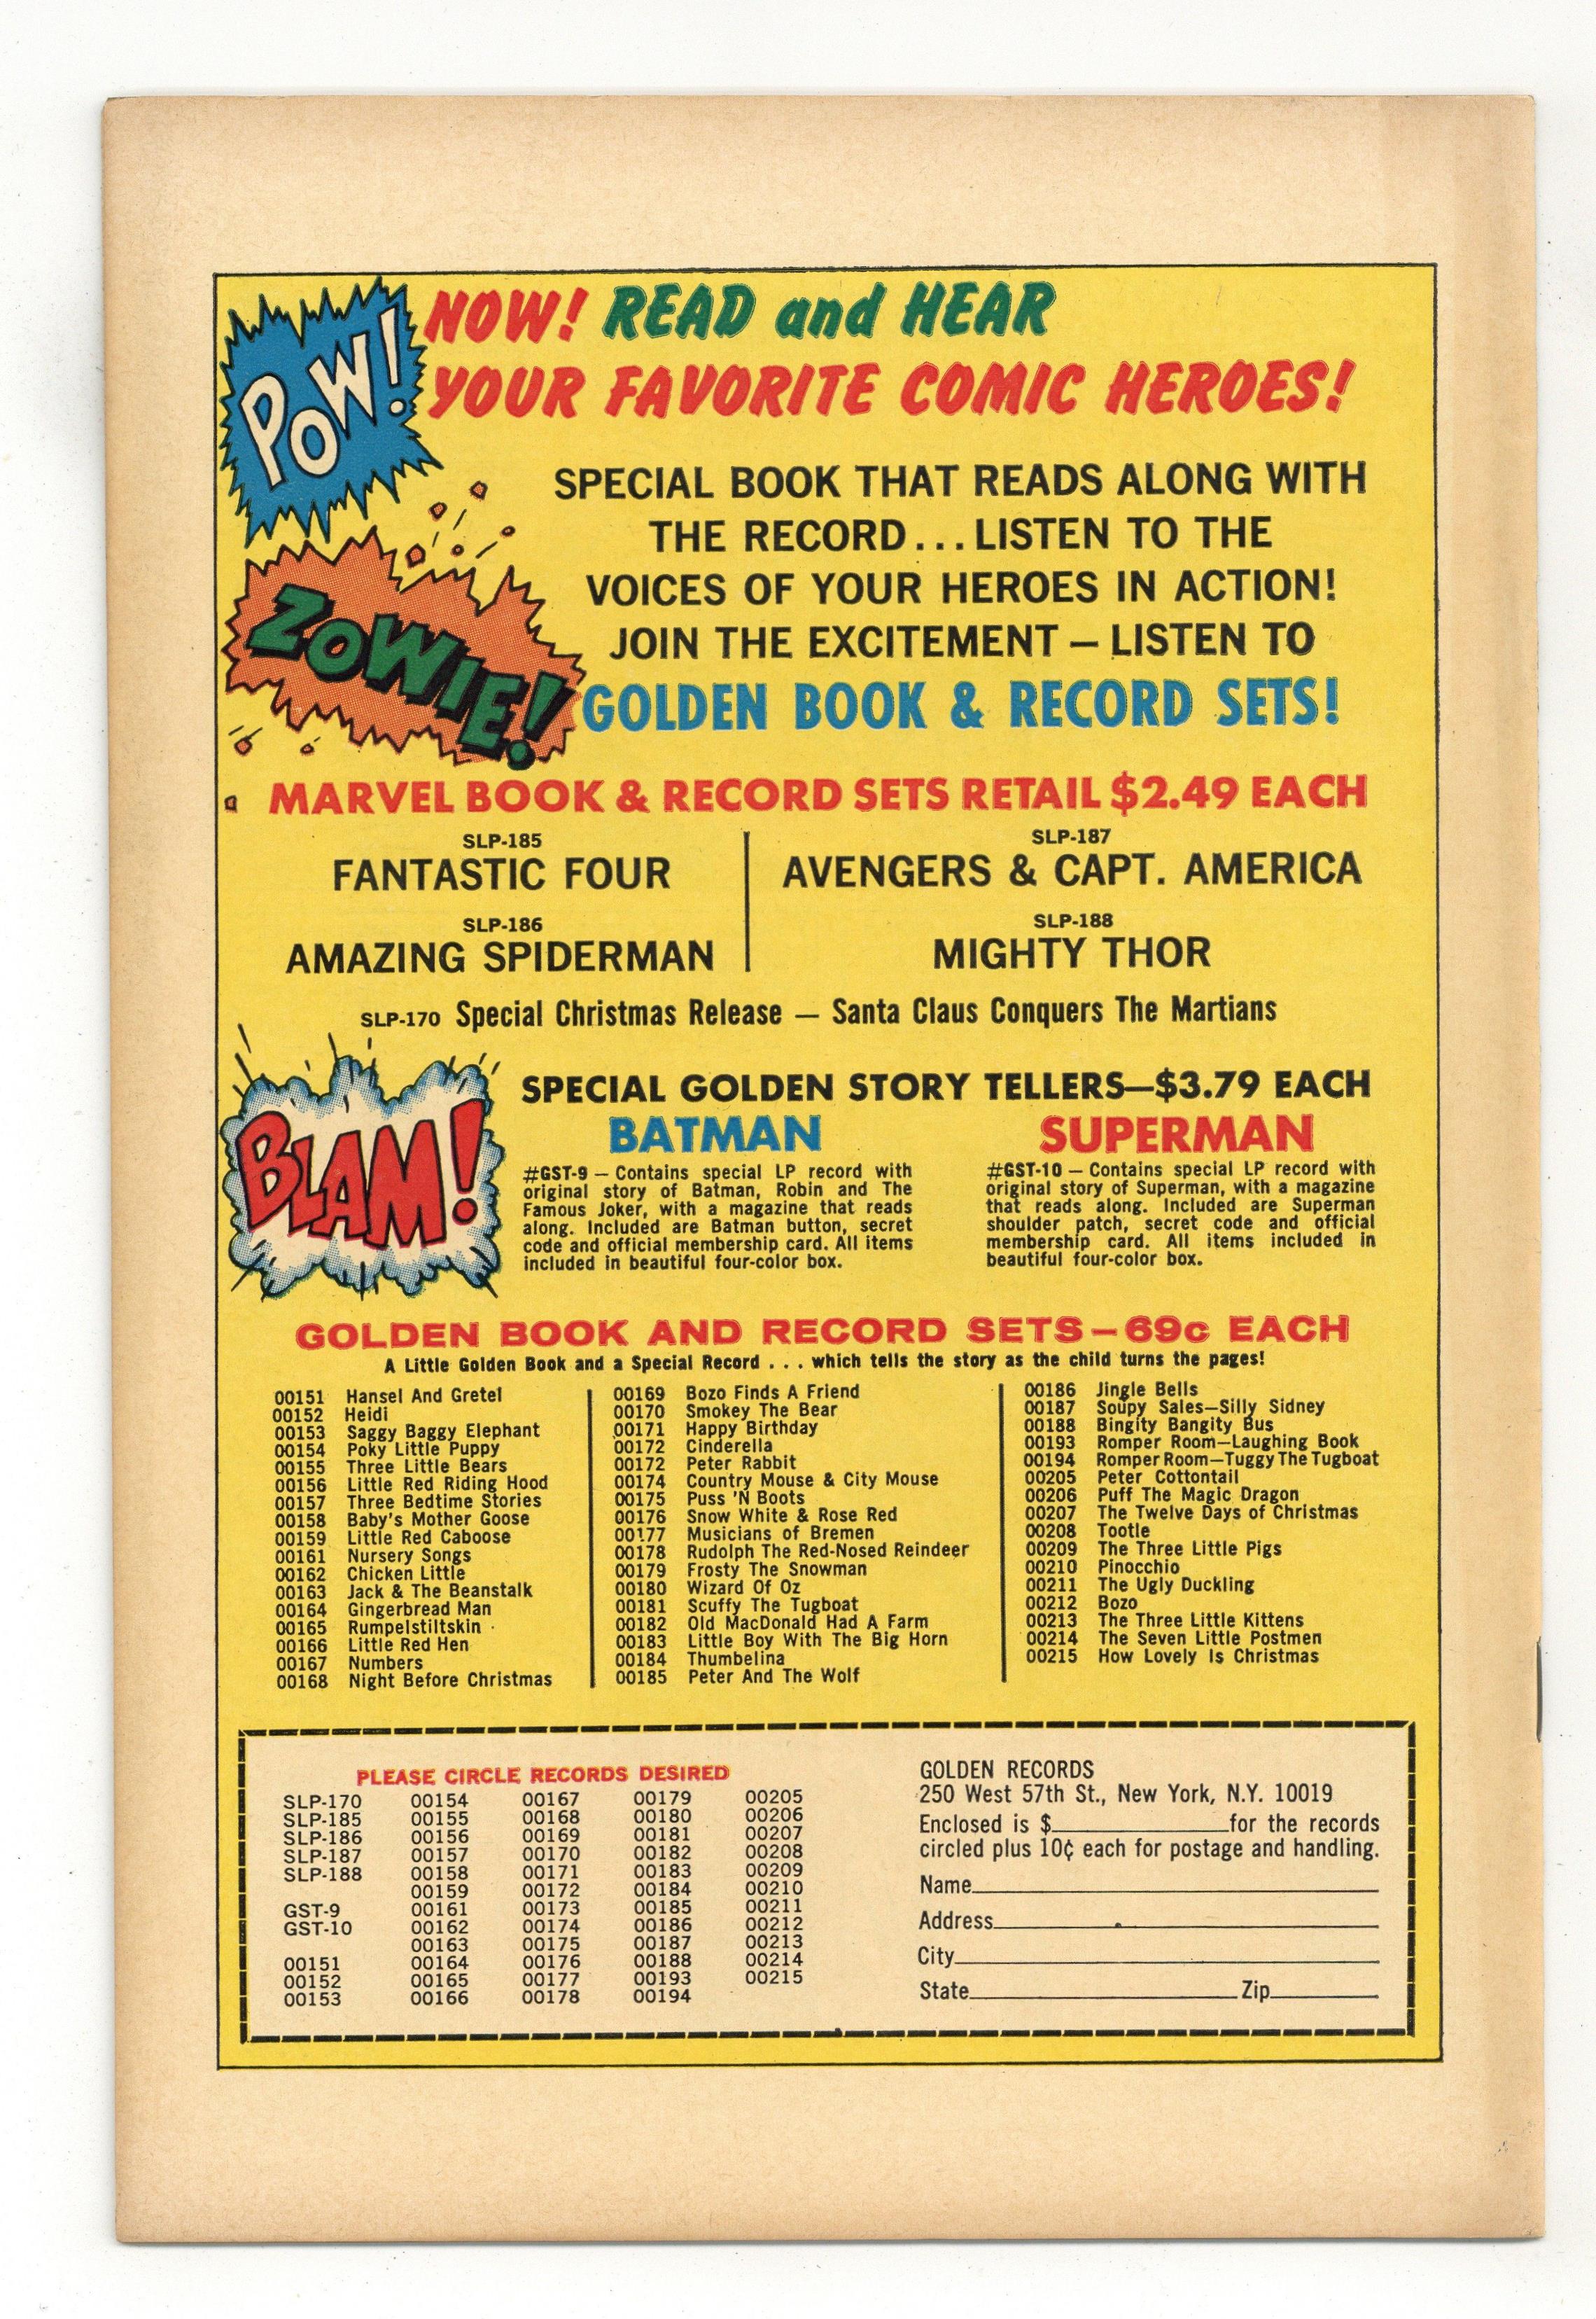 POW!
NOW! READ and HEAR
YOUR FAVORITE COMIC HEROES!
SPECIAL BOOK THAT READS ALONG WITH
THE RECORD...LISTEN TO THE
VOICES OF YOUR HEROES IN ACTION!
JOIN THE EXCITEMENT — LISTEN TO
ZOWIE!
GOLDEN BOOK & RECORD SETS!
MARVEL BOOK & RECORD SETS RETAIL $2.49 EACH
SLP-185
FANTASTIC FOUR
SLP-186
AMAZING SPIDERMAN
SLP-187
AVENGERS & CAPT. AMERICA
SLP-188
MIGHTY THOR
SLP-170 Special Christmas Release — Santa Claus Conquers The Martians
BLAM!
SPECIAL GOLDEN STORY TELLERS—$3.79 EACH
BATMAN
#GST-9 — Contains special LP record with
original story of Batman, Robin and The
Famous Joker, with a magazine that reads
along. Included are Batman button, secret
code and official membership card. All items
included in beautiful four-color box.
SUPERMAN
#GST-10 — Contains special LP record with
original story of Superman, with a magazine
that reads along. Included are Superman
shoulder patch, secret code and official
membership card. All items included in
beautiful four-color box.
GOLDEN BOOK AND RECORD SETS—69c EACH
A Little Golden Book and a Special Record . . . which tells the story as the child turns the pages!
00151 Hansel And Gretel
00152 Heidi
00153 Saggy Baggy Elephant
00154 Poky Little Puppy
00155 Three Little Bears
00156 Little Red Riding Hood
00157 Three Bedtime Stories
00158 Baby's Mother Goose
00159 Little Red Caboose
00161 Nursery Songs
00162 Chicken Little
00163 Jack & The Beanstalk
00164 Gingerbread Man
00165 Rumpelstiltskin
00166 Little Red Hen
00167 Numbers
00168 Night Before Christmas
00169 Bozo Finds A Friend
00170 Smokey The Bear
00171 Happy Birthday
00172 Cinderella
00172 Peter Rabbit
00174 Country Mouse & City Mouse
00175 Puss 'N Boots
00176 Snow White & Rose Red
00177 Musicians of Bremen
00178 Rudolph The Red-Nosed Reindeer
00179 Frosty The Snowman
00180 Wizard Of Oz
00181 Scuffy The Tugboat
00182 Old MacDonald Had A Farm
00183 Little Boy With The Big Horn
00184 Thumbelina
00185 Peter And The Wolf
00186 Jingle Bells
00187 Soupy Sales—Silly Sidney
00188 Bingity Bangity Bus
00193 Romper Room—Laughing Book
00194 Romper Room—Tuggy The Tugboat
00205 Peter Cottontail
00206 Puff The Magic Dragon
00207 The Twelve Days of Christmas
00208 Tootle
00209 The Three Little Pigs
00210 Pinocchio
00211 The Ugly Duckling
00212 Bozo
00213 The Three Little Kittens
00214 The Seven Little Postmen
00215 How Lovely Is Christmas
PLEASE CIRCLE RECORDS DESIRED
SLP-170
SLP-185
SLP-186
SLP-187
SLP-188
GST-9
GST-10
00151
00152
00153
00154
00155
00156
00157
00158
00159
00161
00162
00163
00164
00165
00166
00167
00168
00169
00170
00171
00172
00173
00174
00175
00176
00177
00178
00179
00180
00181
00182
00183
00184
00185
00186
00187
00188
00193
00194
00205
00206
00207
00208
00209
00210
00211
00212
00213
00214
00215
GOLDEN RECORDS
250 West 57th St., New York, N.Y. 10019
Enclosed is $ for the records
circled plus 10¢ each for postage and handling.
Name
Address
City
State Zip